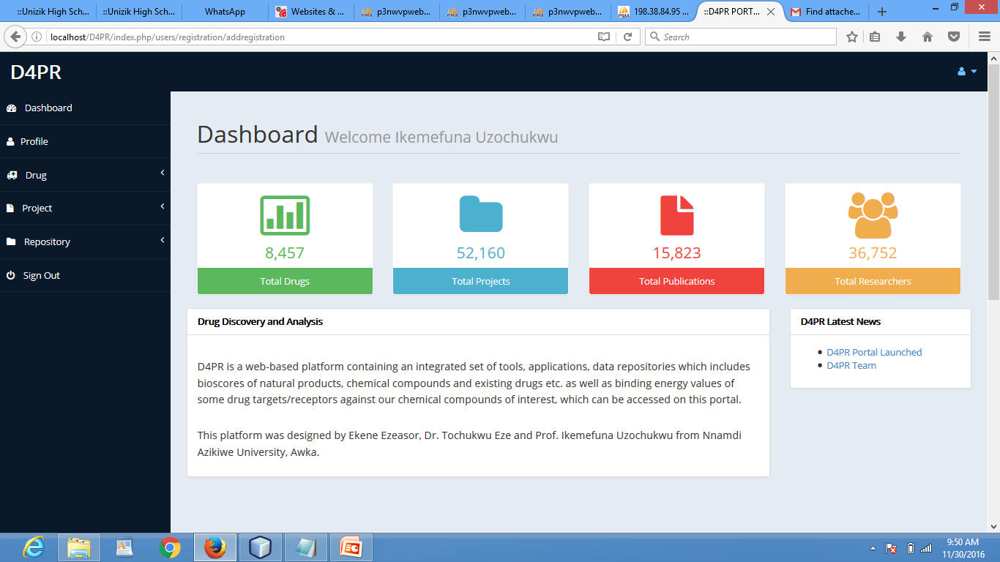 ::Unizik High Sch...
::Unizik High Sch...
WhatsApp
Websites & ...
p3nwvpweb...
p3nwvpweb...
p3nwvpweb...
198.38.84.95 ...
::D4PR PORT...
Find attache...
localhost/D4PR/index.php/users/registration/addregistration
Search
D4PR
Dashboard
Profile
Drug
Project
Repository
Sign Out
Dashboard Welcome Ikemefuna Uzochukwu
8,457
Total Drugs
52,160
Total Projects
15,823
Total Publications
36,752
Total Researchers
Drug Discovery and Analysis
D4PR is a web-based platform containing an integrated set of tools, applications, data repositories which includes
bioscores of natural products, chemical compounds and existing drugs etc. as well as binding energy values of
some drug targets/receptors against our chemical compounds of interest, which can be accessed on this portal.
This platform was designed by Ekene Ezeasor, Dr. Tochukwu Eze and Prof. Ikemefuna Uzochukwu from Nnamdi
Azikiwe University, Awka.
D4PR Latest News
D4PR Portal Launched
D4PR Team
9:50 AM
11/30/2016